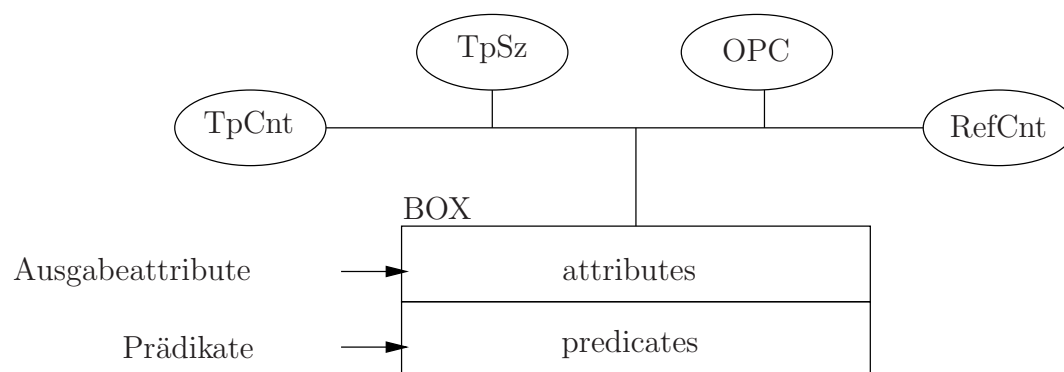 TpSz OPC
TpCnt RefCnt
BOX
Ausgabeattribute attributes
Prädikate predicates